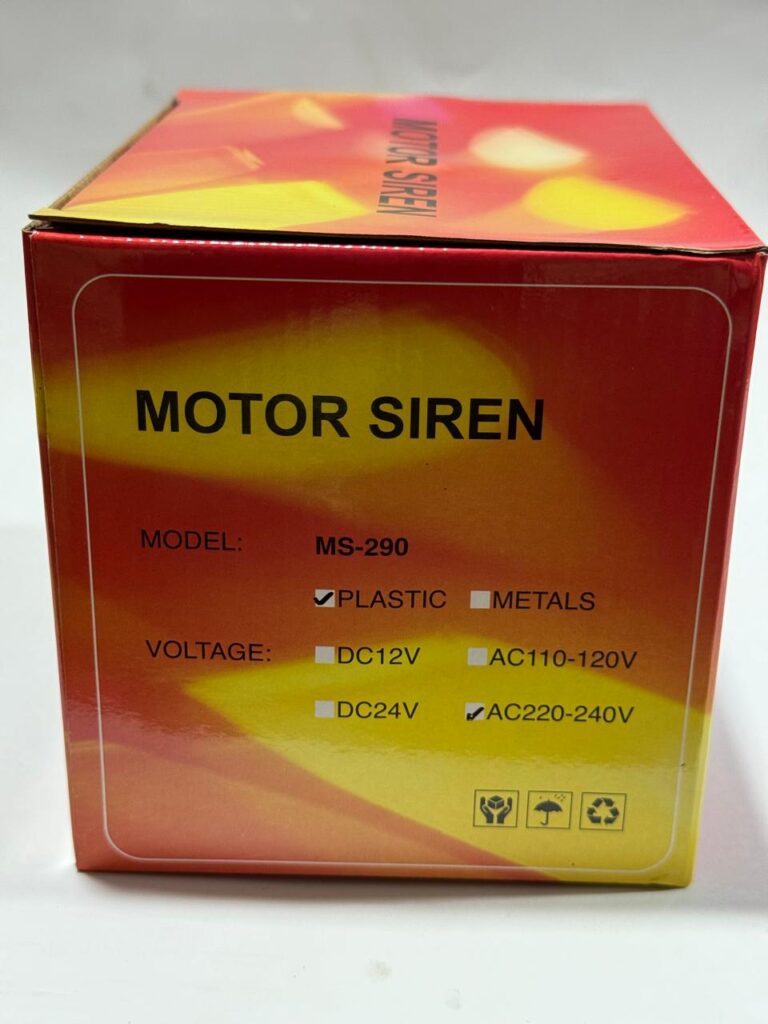 MOTOR SIREN
MOTOR SIREN
MODEL: MS-290
PLASTIC METALS
VOLTAGE: DC12V AC110-120V
DC24V AC220-240V